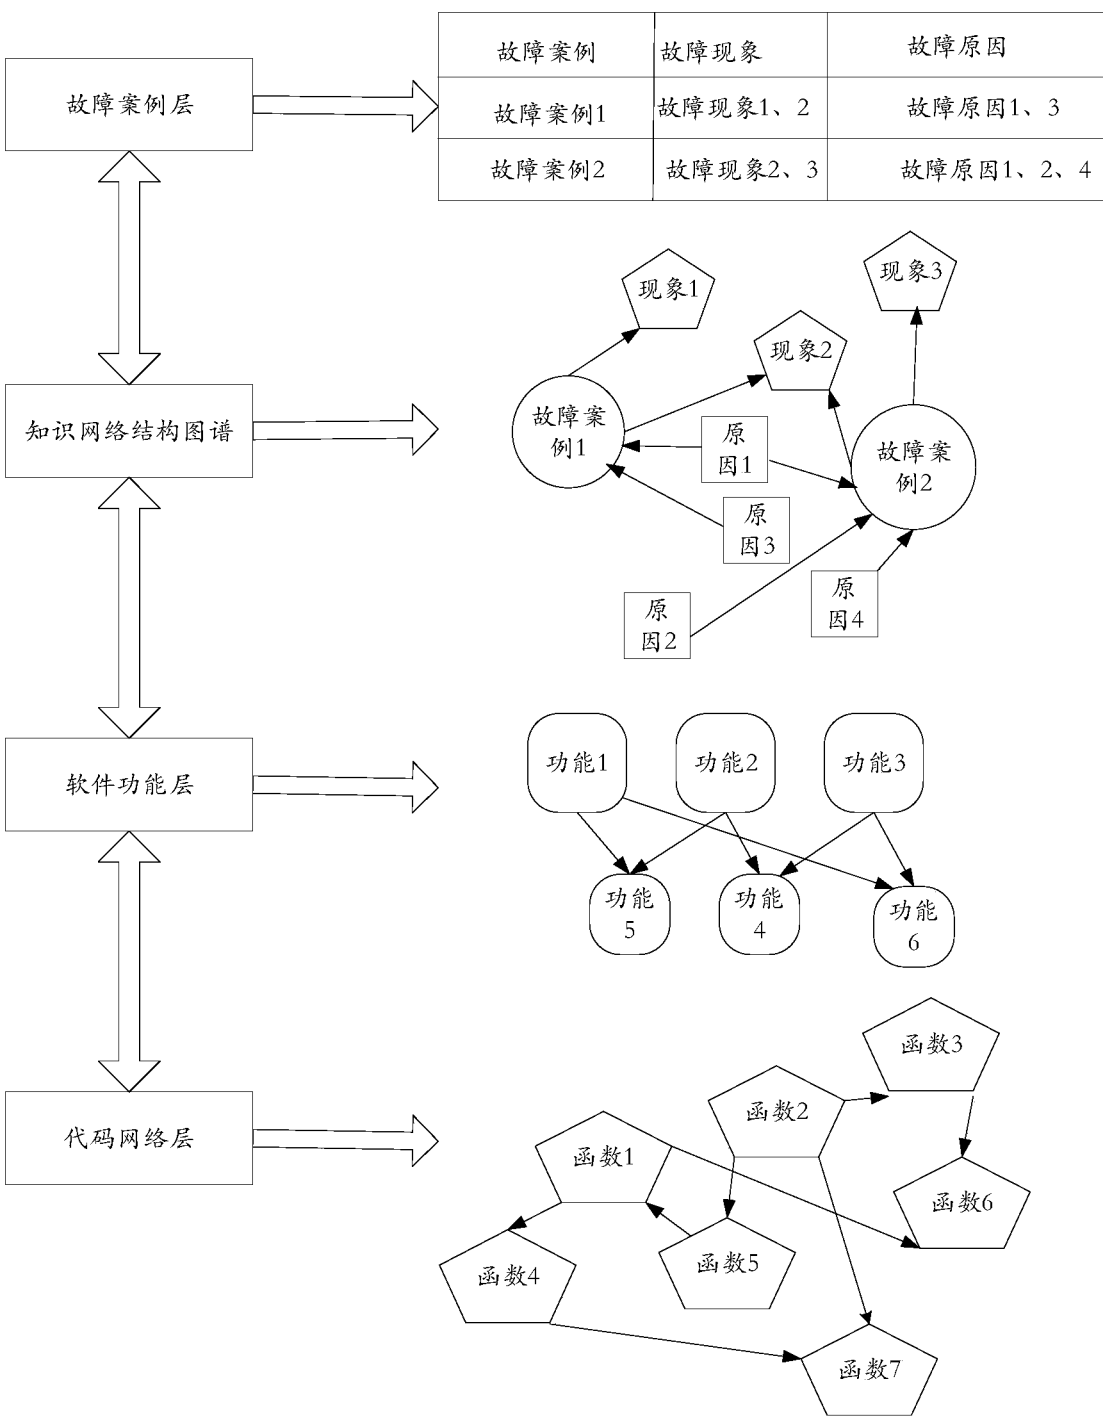 故障案例层
故障案例
故障现象
故障原因
故障案例1
故障现象1、2
故障原因1、3
故障案例2
故障现象2、3
故障原因1、2、4
知识网络结构图谱
现象1
现象3
现象2
故障案
例1
原
因1
故障案
例2
原
因3
原
因4
原
因2
软件功能层
功能1
功能2
功能3
功能
5
功能
4
功能
6
代码网络层
函数3
函数2
函数1
函数6
函数5
函数4
函数7